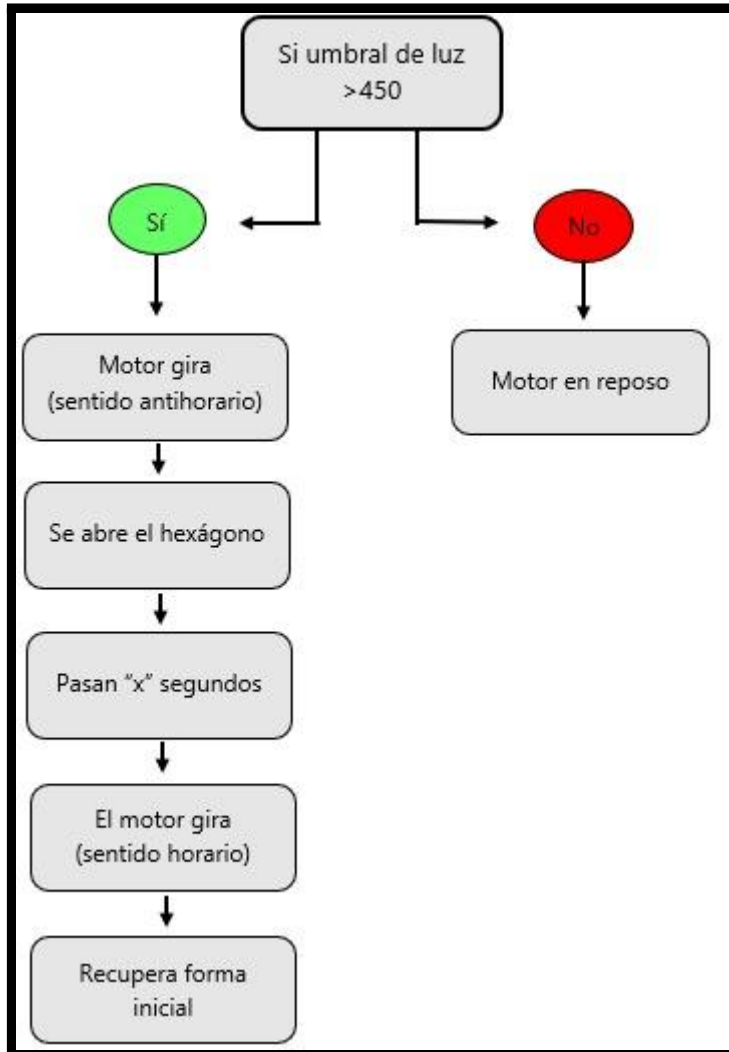 Si umbral de luz
>450
Sí
No
Motor gira
(sentido antihorario)
Motor en reposo
Se abre el hexágono
Pasan “x” segundos
El motor gira
(sentido horario)
Recupera forma
inicial